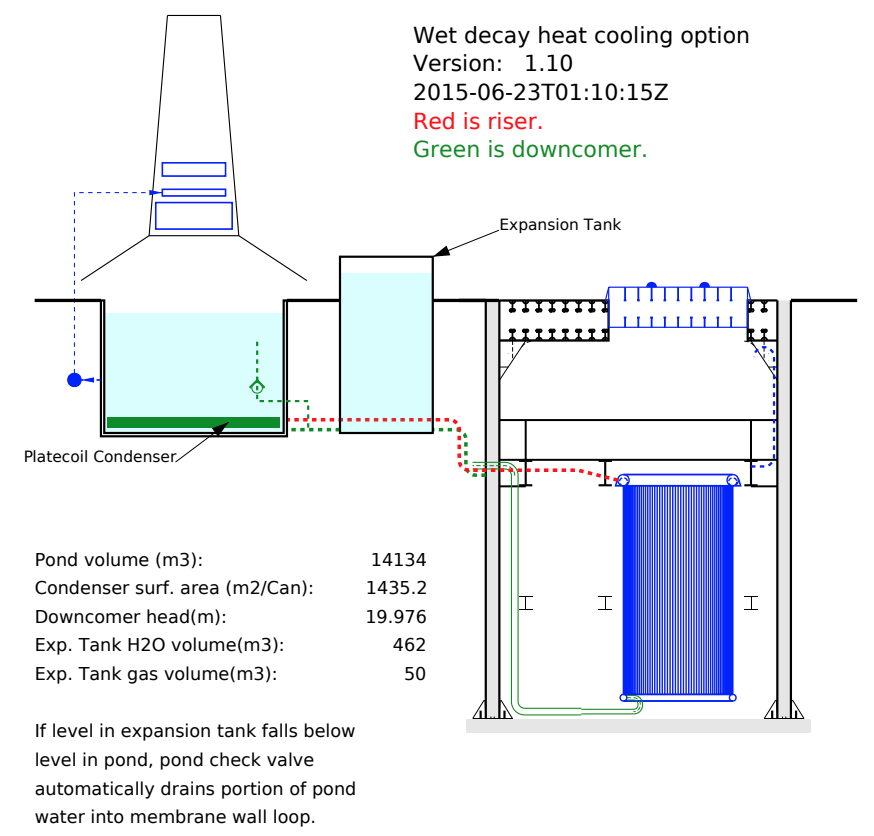 Wet decay heat cooling option
Version: 1.10
2015-06-23T01:10:15Z
Red is riser.
Green is downcomer.
Expansion Tank
Platecoil Condenser
Pond volume (m3): 14134
Condenser surf. area (m2/Can): 1435.2
Downcomer head(m): 19.976
Exp. Tank H2O volume(m3): 462
Exp. Tank gas volume(m3): 50
If level in expansion tank falls below
level in pond, pond check valve
automatically drains portion of pond
water into membrane wall loop.